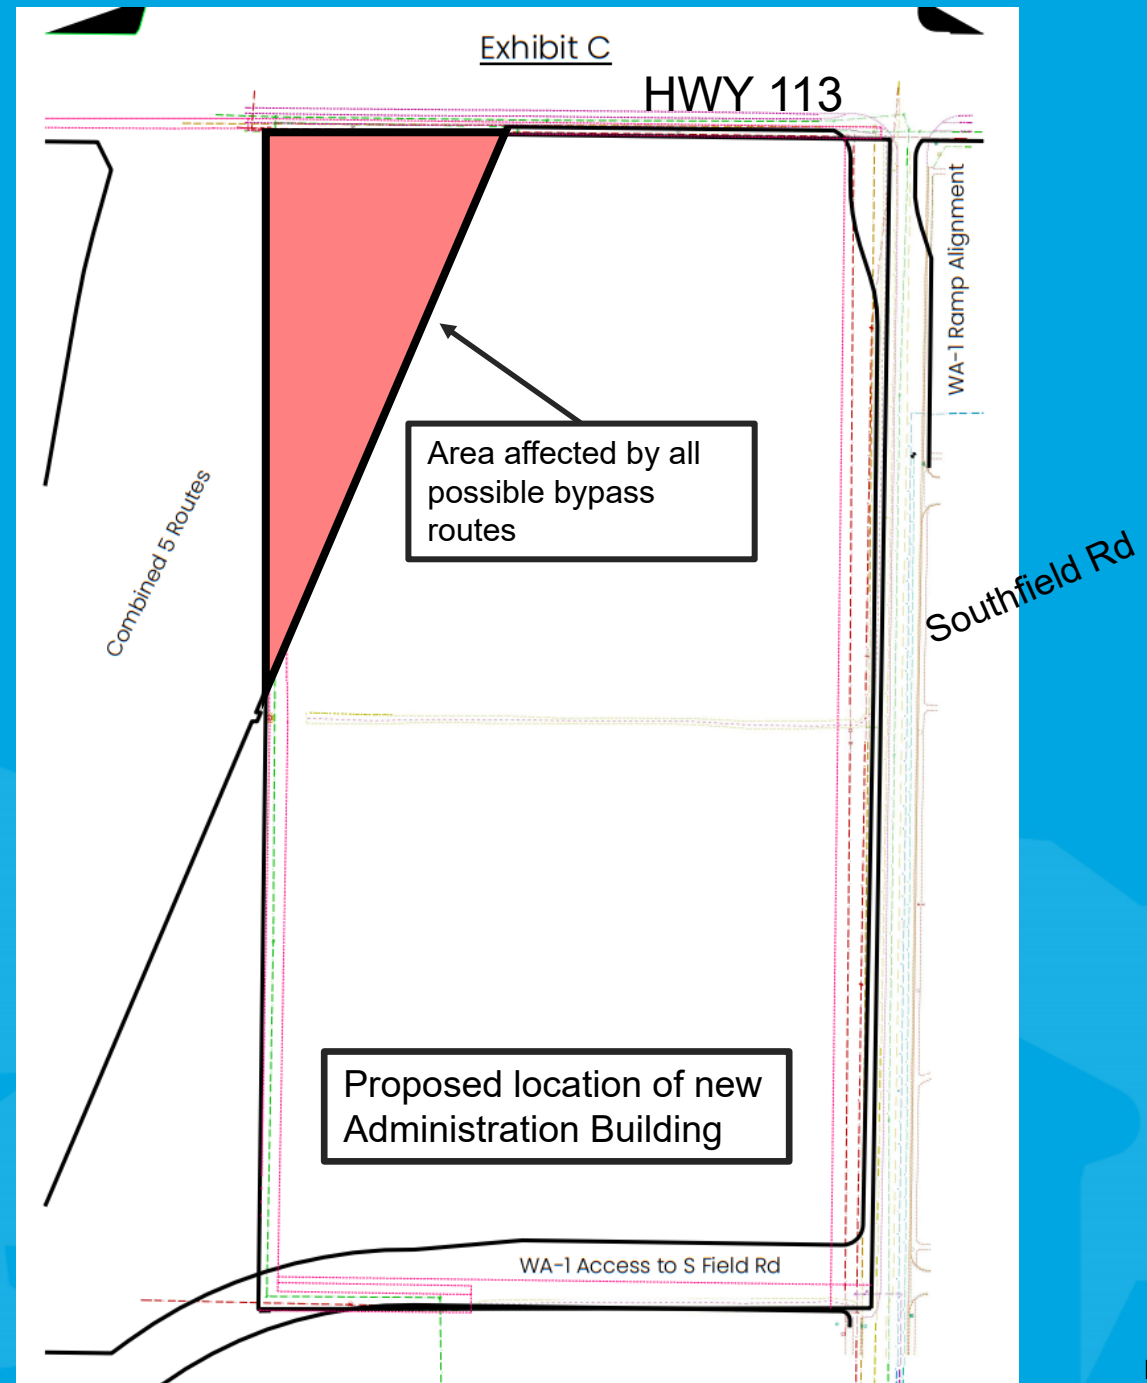 Exhibit C
HWY 113
WA-1 Ramp Alignment
Area affected by all
possible bypass
routes
Combined 5 Routes
Southfield Rd
Proposed location of new
Administration Building
WA-1 Access to S Field Rd